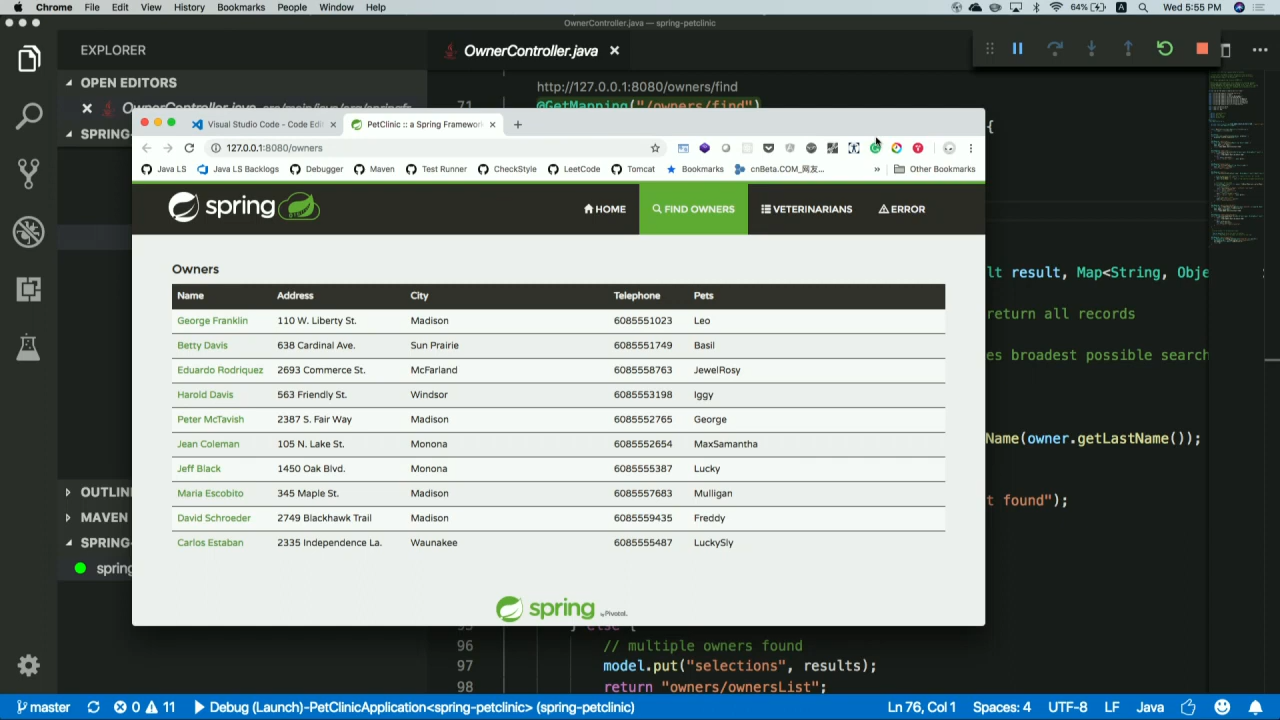 Chrome File Edit View History Bookmarks People Window Help 64% Wed 5:55 PM
OwnerController.java — spring-petclinic
EXPLORER
OwnerController.java
OPEN EDITORS
OwnerController.java
SPRING-
OUTLIN
MAVEN
SPRING-
spring
http://127.0.0.1:8080/owners/find
71 @GetMapping("/owners/find")
{
lt result, Map<String, Obje
return all records
es broadest possible search
Name(owner.getLastName());
t found");
95 } else {
96 // multiple owners found
97 model.put("selections", results);
98 return "owners/ownersList";
Visual Studio Code - Code Edi
PetClinic :: a Spring Framework
127.0.0.1:8080/owners
Java LS Java LS Backlogs Debugger Maven Test Runner CheckStyle LeetCode Tomcat Bookmarks cnBeta.COM_网友... » Other Bookmarks
spring
HOME FIND OWNERS VETERINARIANS ERROR
Owners
Name Address City Telephone Pets
George Franklin 110 W. Liberty St. Madison 6085551023 Leo
Betty Davis 638 Cardinal Ave. Sun Prairie 6085551749 Basil
Eduardo Rodriquez 2693 Commerce St. McFarland 6085558763 JewelRosy
Harold Davis 563 Friendly St. Windsor 6085553198 Iggy
Peter McTavish 2387 S. Fair Way Madison 6085552765 George
Jean Coleman 105 N. Lake St. Monona 6085552654 MaxSamantha
Jeff Black 1450 Oak Blvd. Monona 6085555387 Lucky
Maria Escobito 345 Maple St. Madison 6085557683 Mulligan
David Schroeder 2749 Blackhawk Trail Madison 6085559435 Freddy
Carlos Estaban 2335 Independence La. Waunakee 6085555487 LuckySly
spring by Pivotal.
master 0 11 Debug (Launch)-PetClinicApplication<spring-petclinic> (spring-petclinic) Ln 76, Col 1 Spaces: 4 UTF-8 LF Java